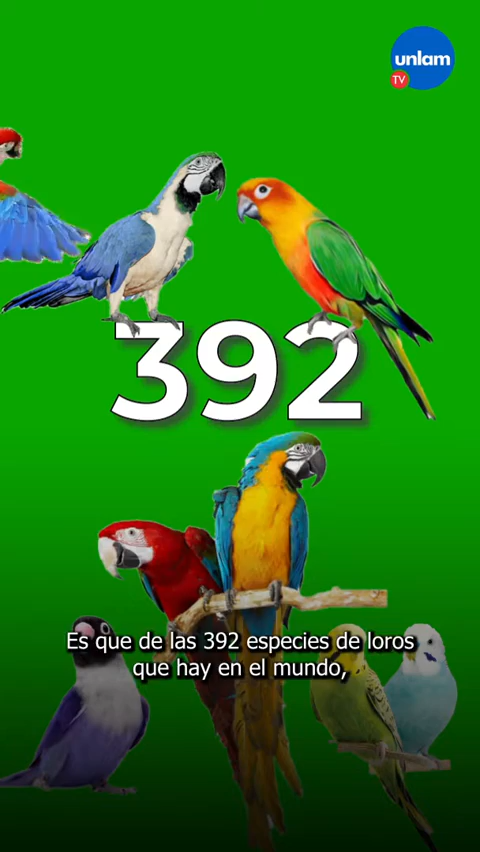 unlam
TV
392
Es que de las 392 especies de loros
que hay en el mundo,